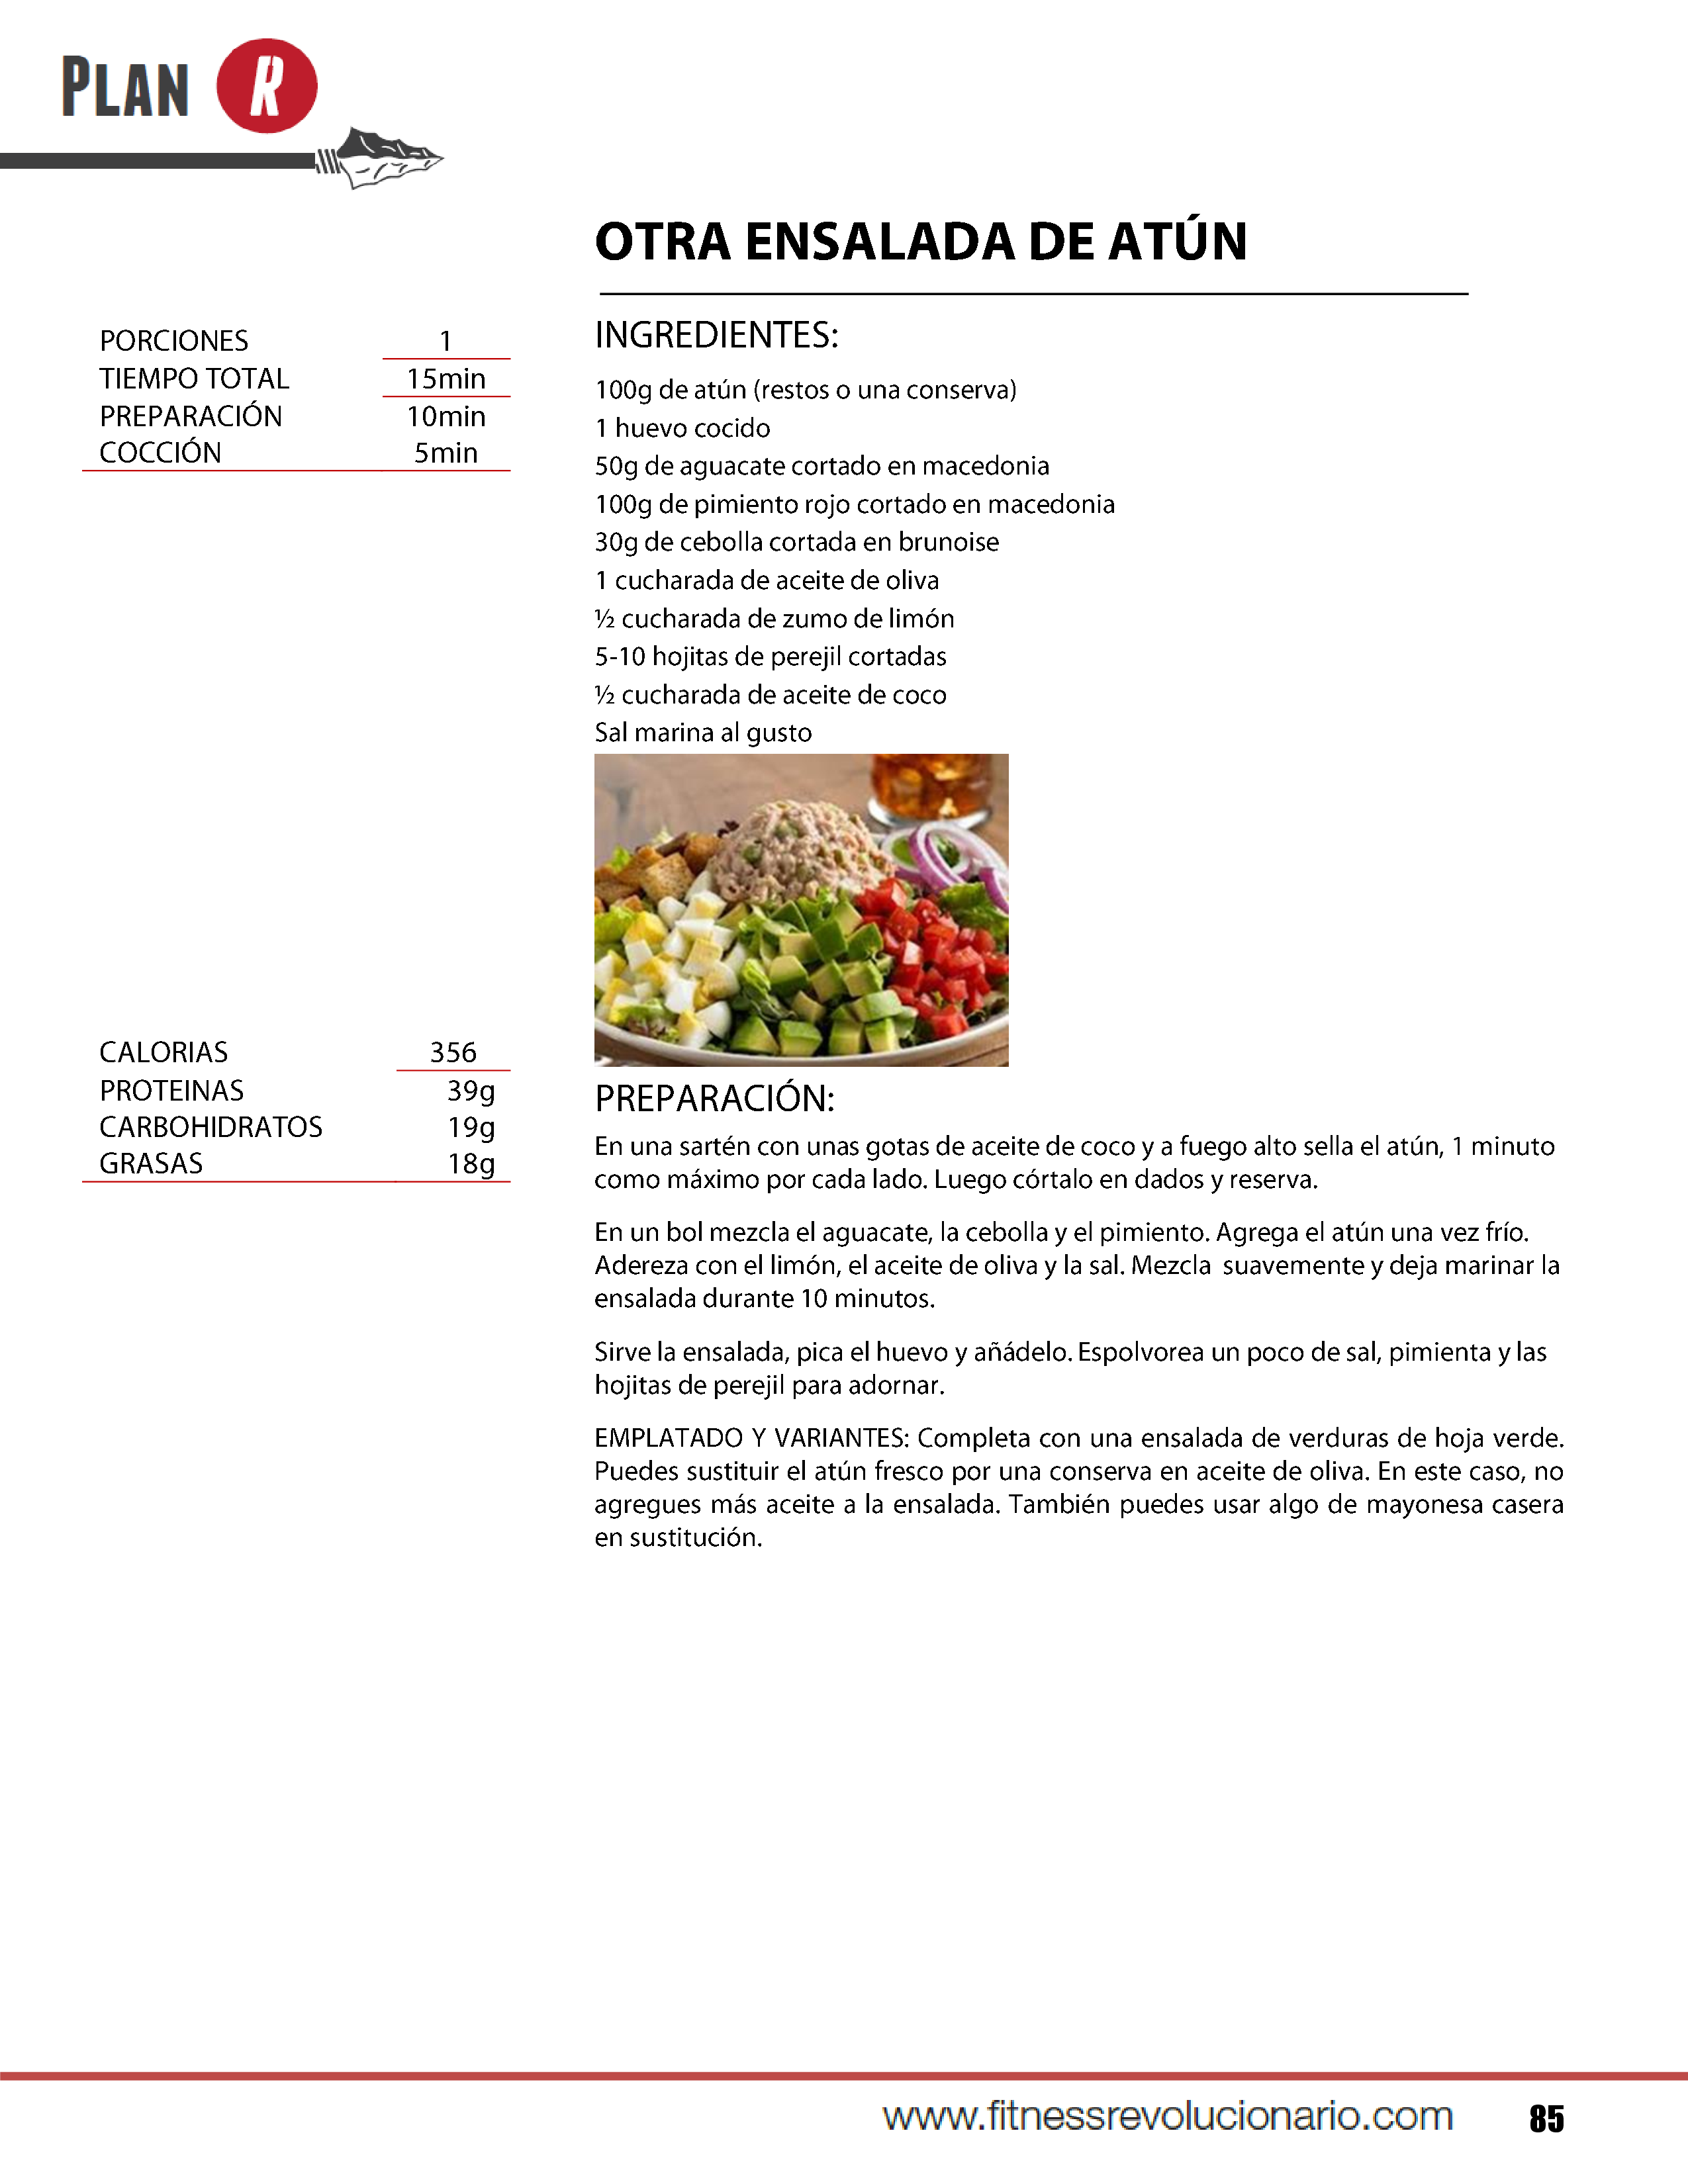 PLAN R
OTRA ENSALADA DE ATÚN
PORCIONES 1
TIEMPO TOTAL 15min
PREPARACIÓN 10min
COCCIÓN 5min
INGREDIENTES:
100g de atún (restos o una conserva)
1 huevo cocido
50g de aguacate cortado en macedonia
100g de pimiento rojo cortado en macedonia
30g de cebolla cortada en brunoise
1 cucharada de aceite de oliva
½ cucharada de zumo de limón
5-10 hojitas de perejil cortadas
½ cucharada de aceite de coco
Sal marina al gusto
CALORIAS 356
PROTEINAS 39g
CARBOHIDRATOS 19g
GRASAS 18g
PREPARACIÓN:
En una sartén con unas gotas de aceite de coco y a fuego alto sella el atún, 1 minuto
como máximo por cada lado. Luego córtalo en dados y reserva.
En un bol mezcla el aguacate, la cebolla y el pimiento. Agrega el atún una vez frío.
Adereza con el limón, el aceite de oliva y la sal. Mezcla suavemente y deja marinar la
ensalada durante 10 minutos.
Sirve la ensalada, pica el huevo y añádelo. Espolvorea un poco de sal, pimienta y las
hojitas de perejil para adornar.
EMPLATADO Y VARIANTES: Completa con una ensalada de verduras de hoja verde.
Puedes sustituir el atún fresco por una conserva en aceite de oliva. En este caso, no
agregues más aceite a la ensalada. También puedes usar algo de mayonesa casera
en sustitución.
www.fitnessrevolucionario.com 85